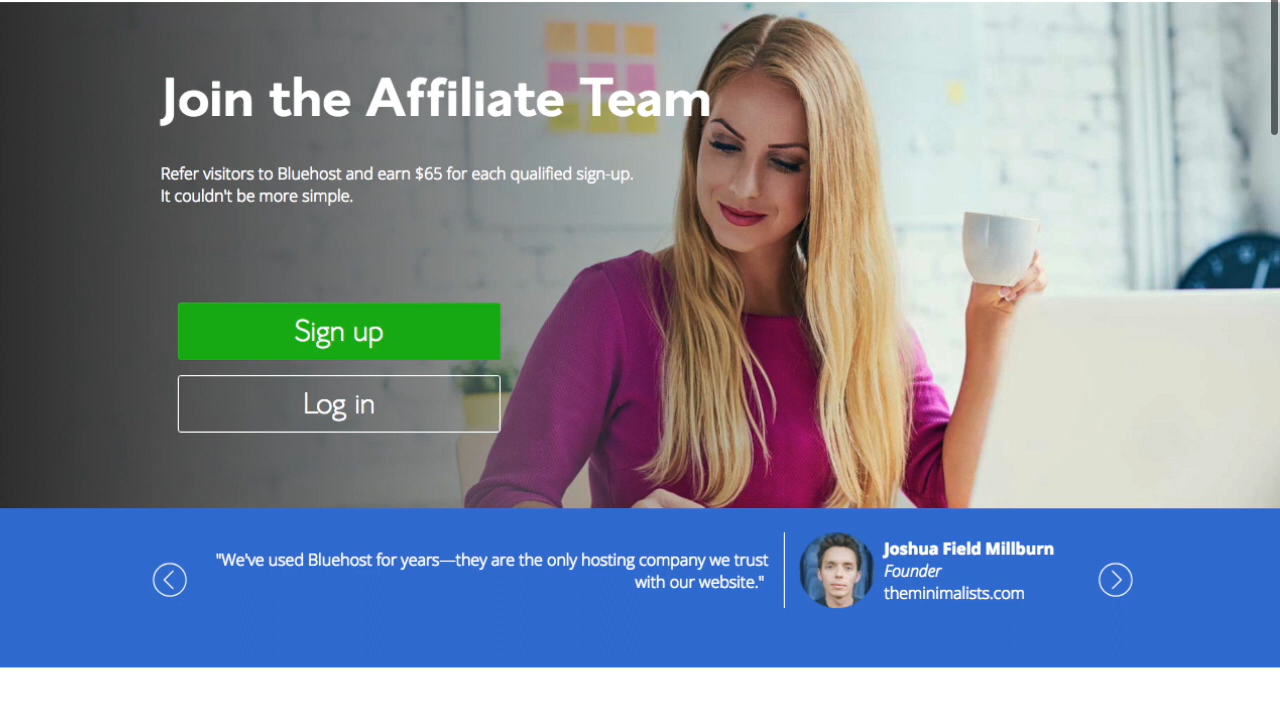 Join the Affiliate Team
Refer visitors to Bluehost and earn $65 for each qualified sign-up.
It couldn't be more simple.
Sign up
Log in
"We've used Bluehost for years—they are the only hosting company we trust
with our website."
Joshua Field Millburn
Founder
theminimalists.com